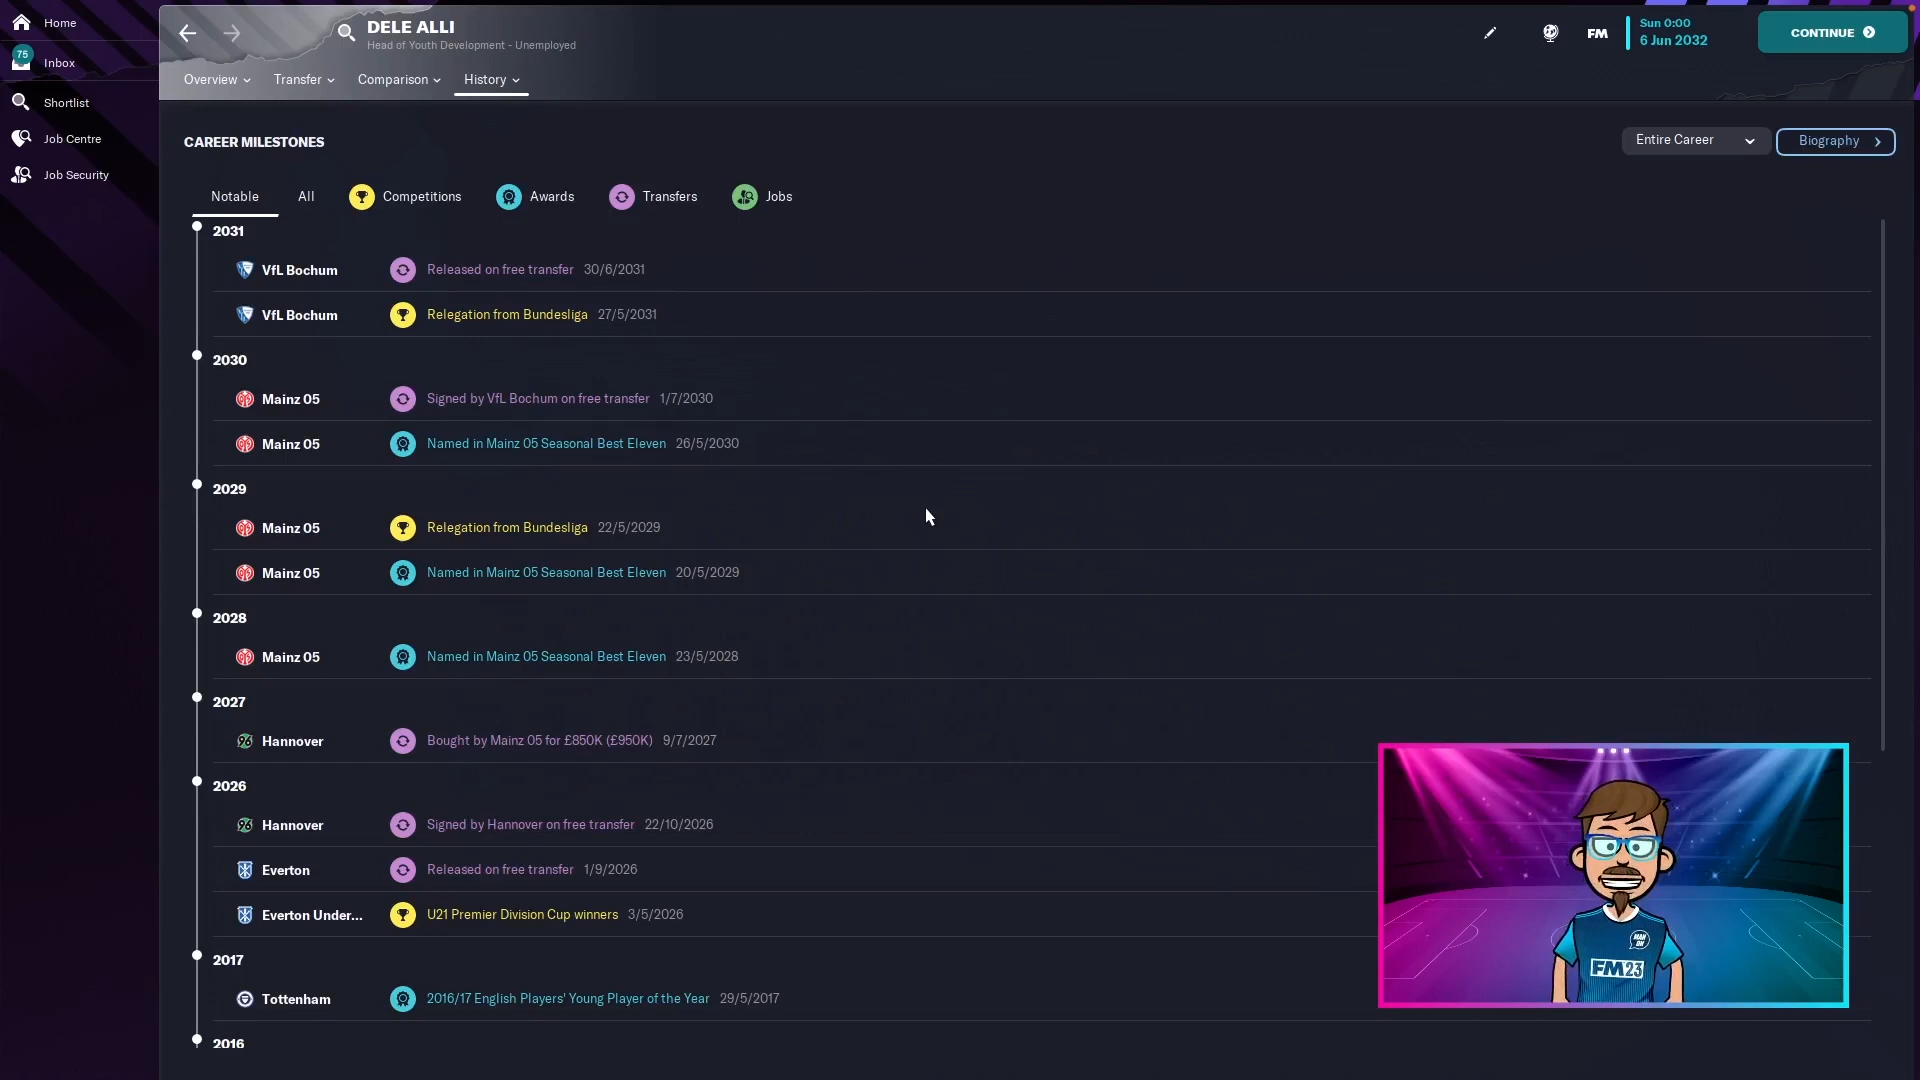 Home
75
Inbox
Shortlist
Job Centre
Job Security
DELE ALLI
Head of Youth Development - Unemployed
FM
Sun 0:00
6 Jun 2032
CONTINUE
Overview
Transfer
Comparison
History
CAREER MILESTONES
Entire Career
Biography
Notable
All
Competitions
Awards
Transfers
Jobs
2031
VfL Bochum Released on free transfer 30/6/2031
VfL Bochum Relegation from Bundesliga 27/5/2031
2030
Mainz 05 Signed by VfL Bochum on free transfer 1/7/2030
Mainz 05 Named in Mainz 05 Seasonal Best Eleven 26/5/2030
2029
Mainz 05 Relegation from Bundesliga 22/5/2029
Mainz 05 Named in Mainz 05 Seasonal Best Eleven 20/5/2029
2028
Mainz 05 Named in Mainz 05 Seasonal Best Eleven 23/5/2028
2027
Hannover Bought by Mainz 05 for £850K (£950K) 9/7/2027
2026
Hannover Signed by Hannover on free transfer 22/10/2026
Everton Released on free transfer 1/9/2026
Everton Under... U21 Premier Division Cup winners 3/5/2026
2017
Tottenham 2016/17 English Players' Young Player of the Year 29/5/2017
2016
MAN ON
FM23